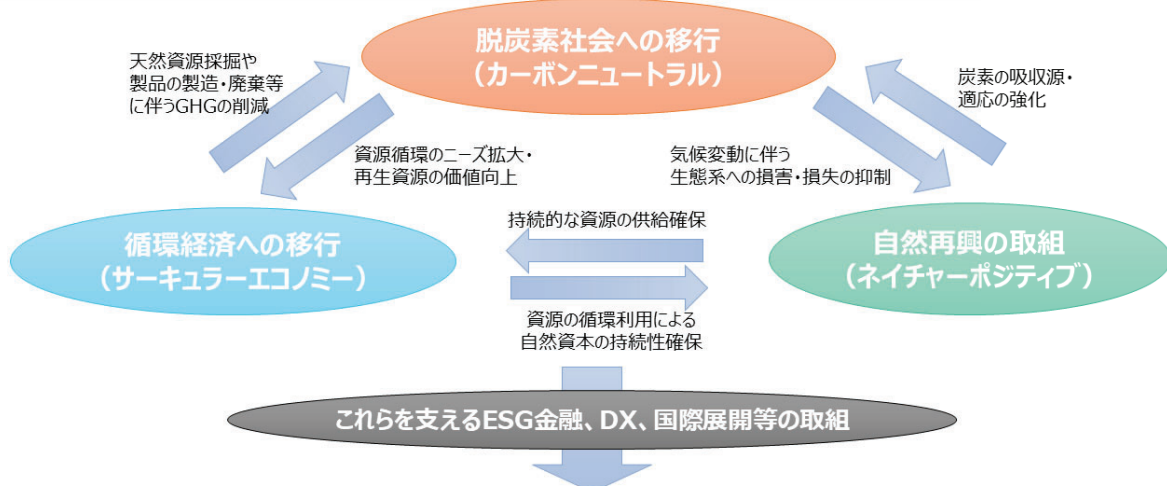 脱炭素社会への移行
(カーボンニュートラル)
天然資源採掘や
製品の製造・廃棄等
に伴うGHGの削減
炭素の吸収源・
適応の強化
資源循環のニーズ拡大・
再生資源の価値向上
気候変動に伴う
生態系への損害・損失の抑制
循環経済への移行
(サーキュラーエコノミー)
持続的な資源の供給確保
自然再興の取組
(ネイチャーポジティブ)
資源の循環利用による
自然資本の持続性確保
これらを支えるESG金融、DX、国際展開等の取組